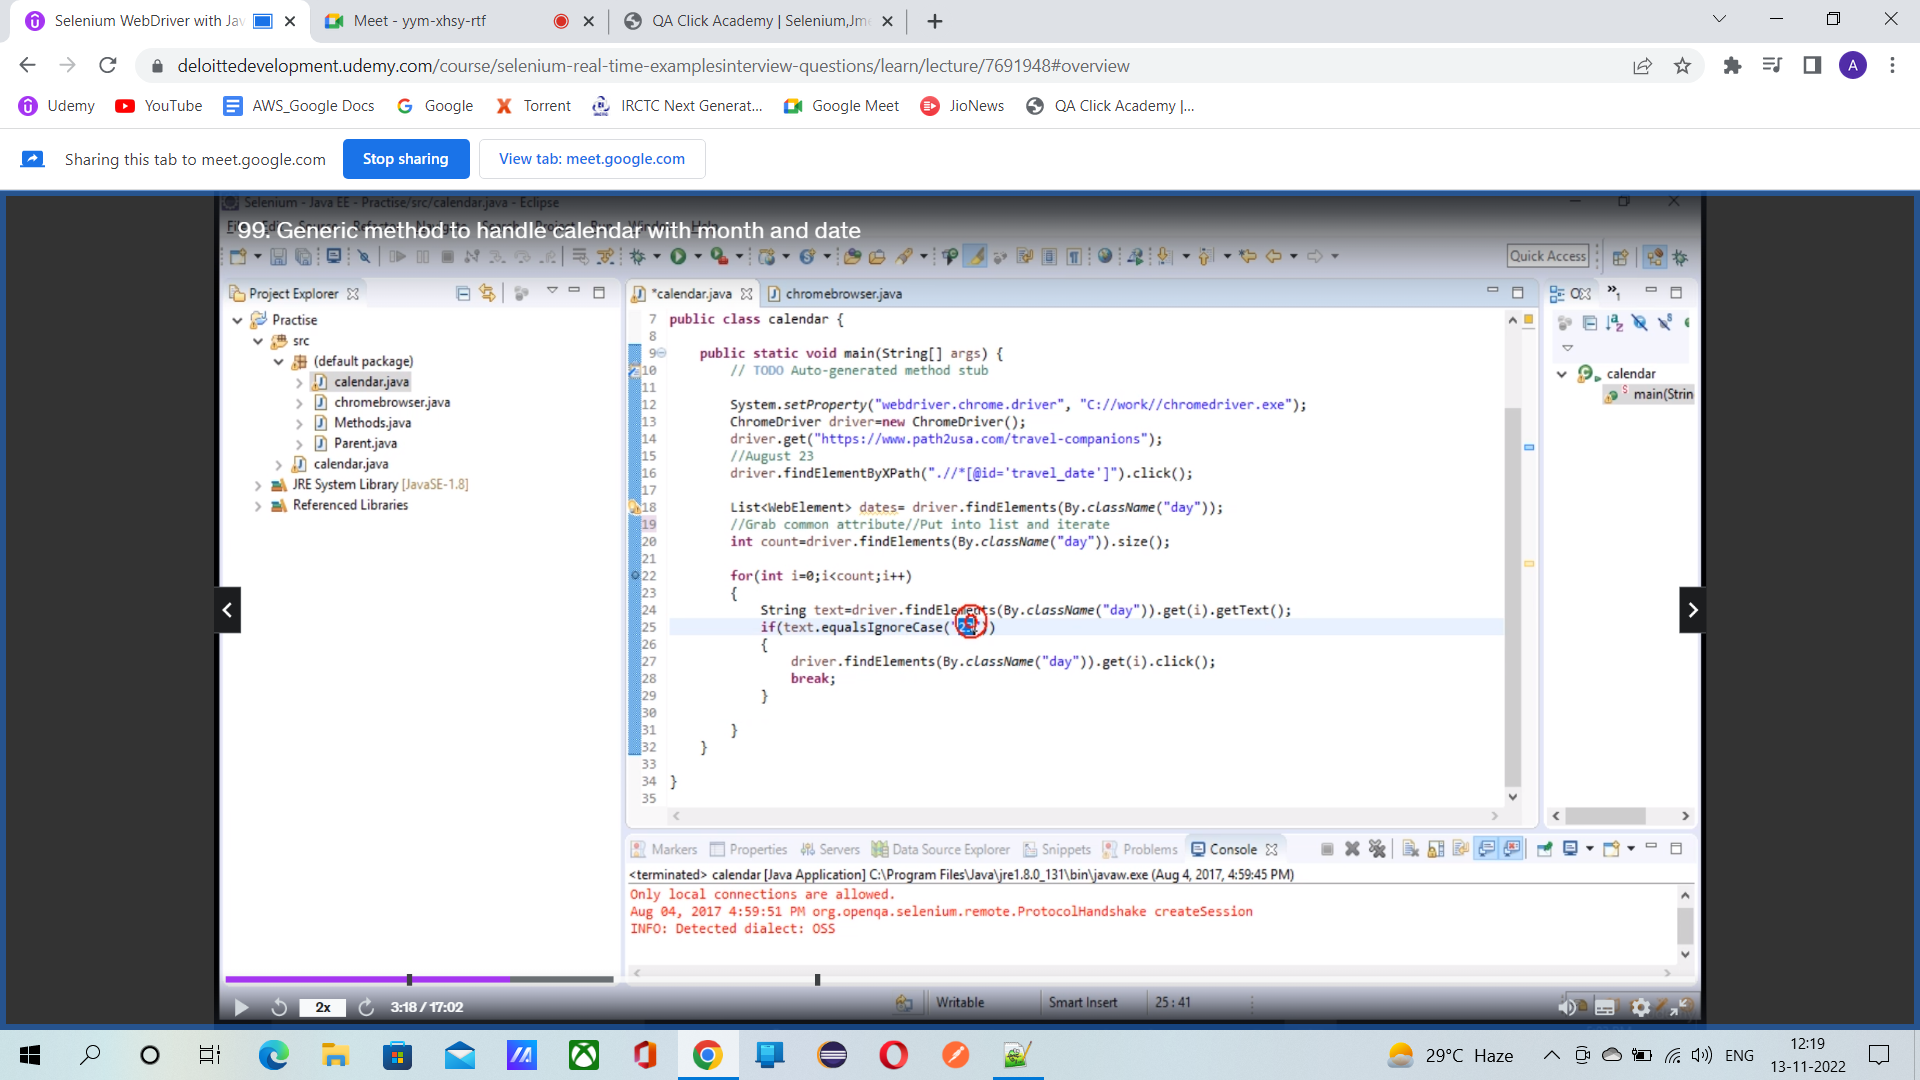 Selenium WebDriver with Jav
Meet - yym-xhsy-rtf
QA Click Academy | Selenium,Jme
deloittedevelopment.udemy.com/course/selenium-real-time-examplesinterview-questions/learn/lecture/7691948#overview
A
Udemy
YouTube
AWS_Google Docs
Google
Torrent
IRCTC Next Generat...
Google Meet
JioNews
QA Click Academy |...
Sharing this tab to meet.google.com
Stop sharing
View tab: meet.google.com
Selenium - Java EE - Practise/src/calendar.java - Eclipse
99. Generic method to handle calendar with month and date
Quick Access
Project Explorer
*calendar.java
chromebrowser.java
Practise
src
(default package)
calendar.java
chromebrowser.java
Methods.java
Parent.java
calendar.java
JRE System Library [JavaSE-1.8]
Referenced Libraries
7 public class calendar {
8
9 public static void main(String[] args) {
10 // TODO Auto-generated method stub
11
12 System.setProperty("webdriver.chrome.driver", "C://work//chromedriver.exe");
13 ChromeDriver driver=new ChromeDriver();
14 driver.get("https://www.path2usa.com/travel-companions");
15 //August 23
16 driver.findElementByXPath(".//*[@id='travel_date']").click();
17
18 List<WebElement> dates= driver.findElements(By.className("day"));
19 //Grab common attribute//Put into list and iterate
20 int count=driver.findElements(By.className("day")).size();
21
22 for(int i=0;i<count;i++)
23 {
24 String text=driver.findElements(By.className("day")).get(i).getText();
25 if(text.equalsIgnoreCase(
26 {
27 driver.findElements(By.className("day")).get(i).click();
28 break;
29 }
30
31 }
32 }
33
34 }
35
calendar
main(Strin
Markers
Properties
Servers
Data Source Explorer
Snippets
Problems
Console
<terminated> calendar [Java Application] C:\Program Files\Java\jre1.8.0_131\bin\javaw.exe (Aug 4, 2017, 4:59:45 PM)
Only local connections are allowed.
Aug 04, 2017 4:59:51 PM org.openqa.selenium.remote.ProtocolHandshake createSession
INFO: Detected dialect: OSS
2x
3:18 / 17:02
Writable
Smart Insert
25 : 41
29°C Haze
ENG
12:19
13-11-2022